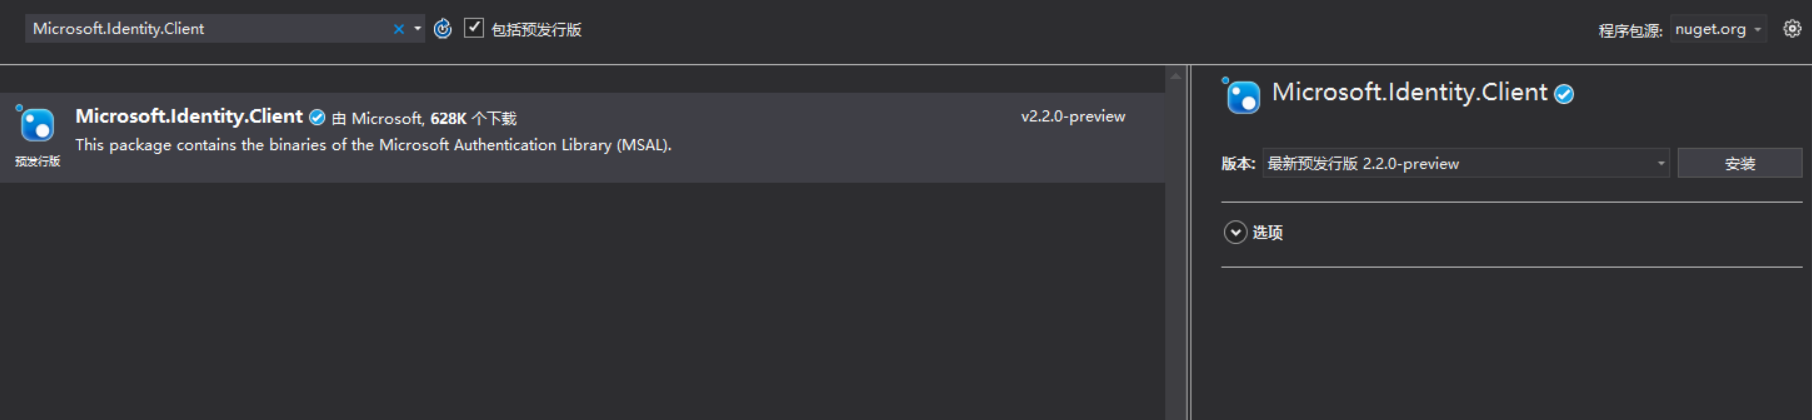 Microsoft.Identity.Client
包括预发行版
程序包源: nuget.org
Microsoft.Identity.Client 由 Microsoft, 628K 个下载
v2.2.0-preview
This package contains the binaries of the Microsoft Authentication Library (MSAL).
预发行版
Microsoft.Identity.Client
版本: 最新预发行版 2.2.0-preview
安装
选项